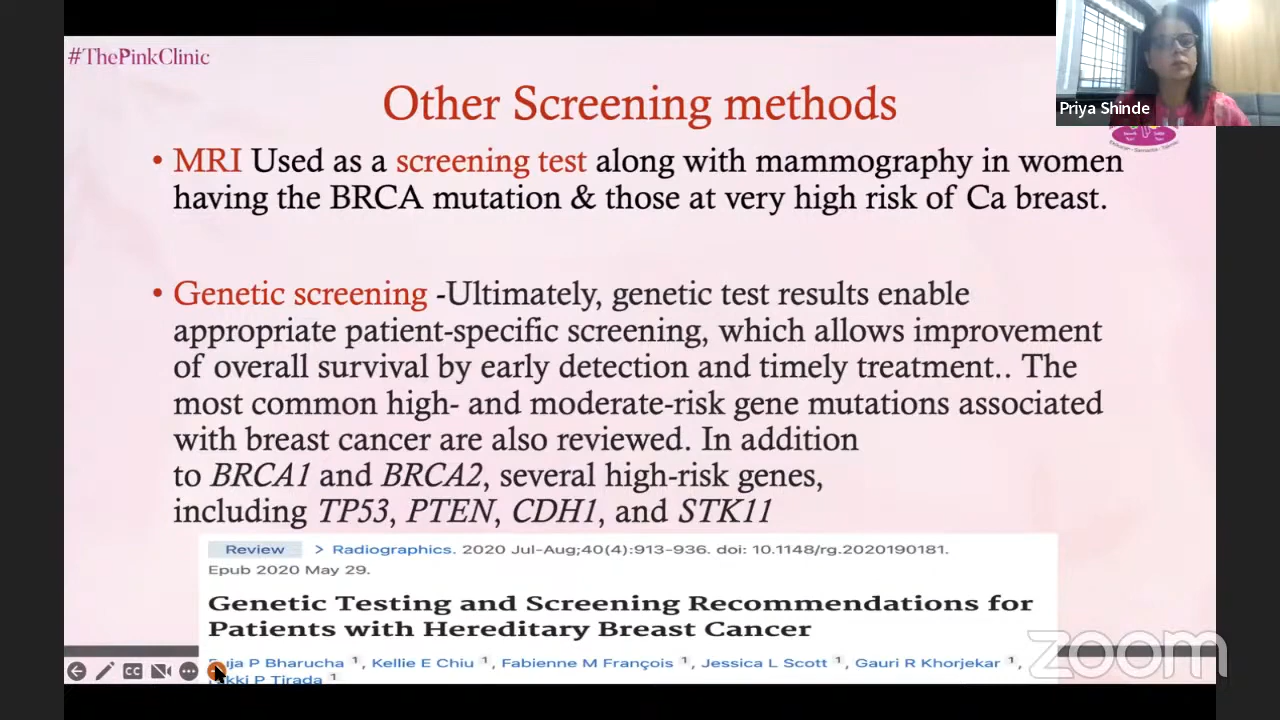 #ThePinkClinic
Priya Shinde
Other Screening methods
• MRI Used as a screening test along with mammography in women
having the BRCA mutation & those at very high risk of Ca breast.
• Genetic screening -Ultimately, genetic test results enable
appropriate patient-specific screening, which allows improvement
of overall survival by early detection and timely treatment.. The
most common high- and moderate-risk gene mutations associated
with breast cancer are also reviewed. In addition
to BRCA1 and BRCA2, several high-risk genes,
including TP53, PTEN, CDH1, and STK11
Review > Radiographics. 2020 Jul-Aug;40(4):913-936. doi: 10.1148/rg.2020190181.
Epub 2020 May 29.
Genetic Testing and Screening Recommendations for
Patients with Hereditary Breast Cancer
P Bharucha 1, Kellie E Chiu 1, Fabienne M François 1, Jessica L Scott 1, Gauri R Khorjekar 1,
P Tirada 1
CC
zoom